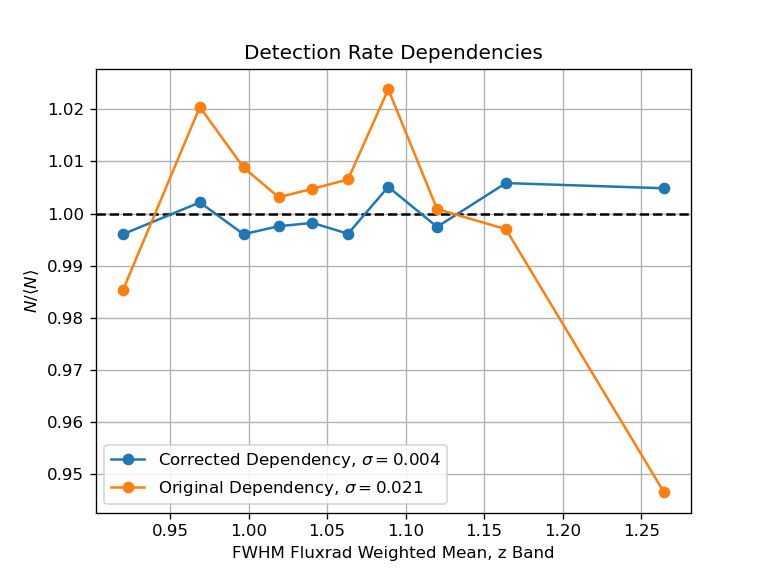 Detection Rate Dependencies
1.02
1.01
1.00
0.99
0.98
0.97
0.96
0.95
N/⟨N⟩
Corrected Dependency, σ = 0.004
Original Dependency, σ = 0.021
0.95 1.00 1.05 1.10 1.15 1.20 1.25
FWHM Fluxrad Weighted Mean, z Band